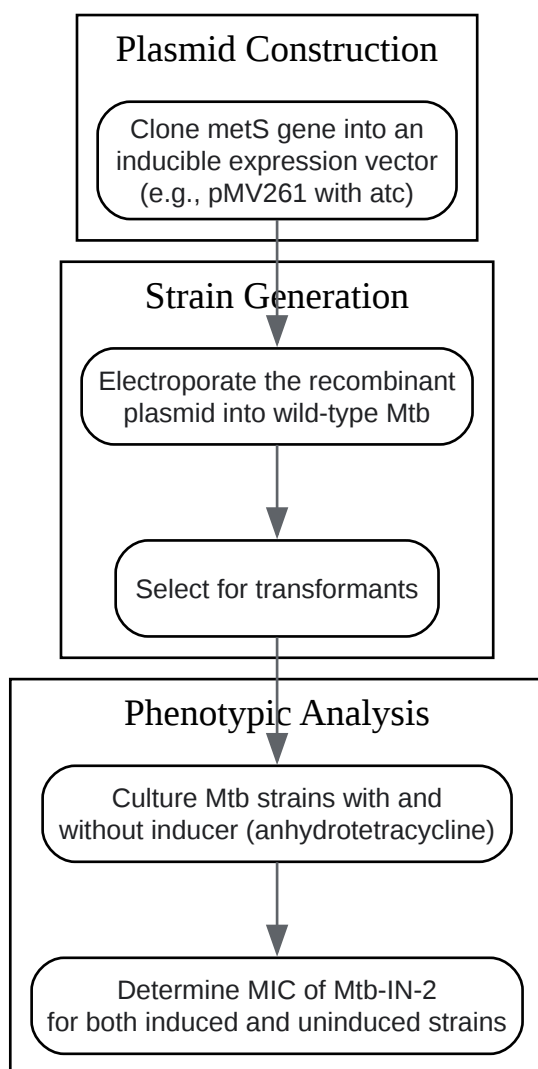 Plasmid Construction
Clone metS gene into an
inducible expression vector
(e.g., pMV261 with atc)
Strain Generation
Electroporate the recombinant
plasmid into wild-type Mtb
Select for transformants
Phenotypic Analysis
Culture Mtb strains with and
without inducer (anhydrotetracycline)
Determine MIC of Mtb-IN-2
for both induced and uninduced strains